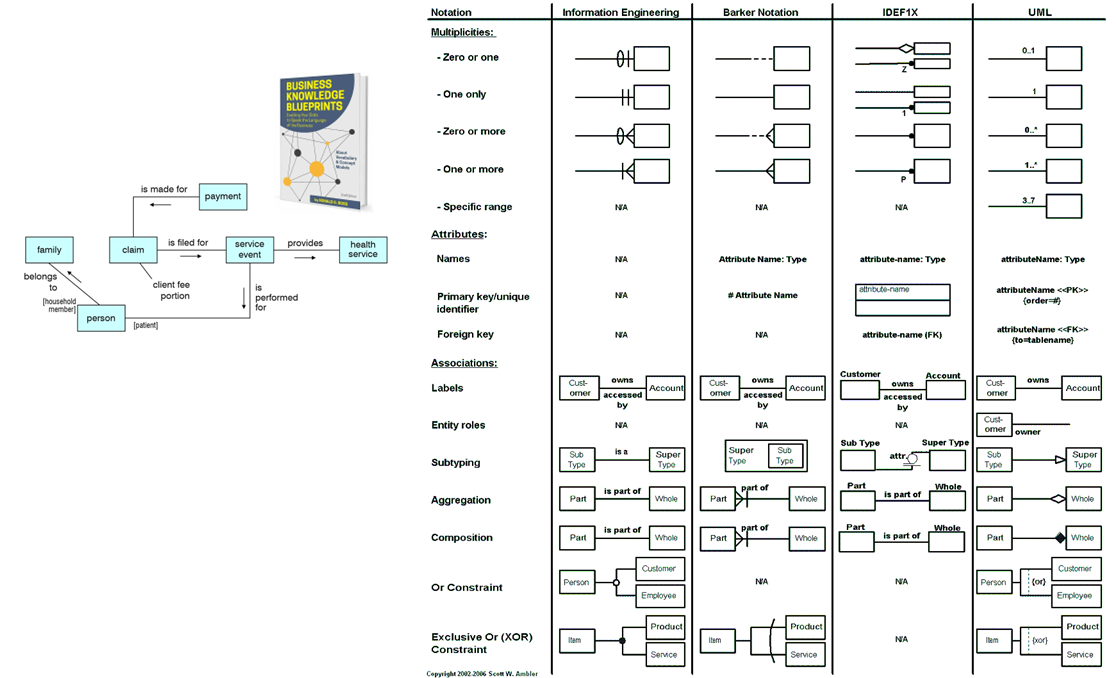 BUSINESS
KNOWLEDGE
BLUEPRINTS
is made for
payment
family
claim
is filed for
service
event
provides
health
service
belongs
to
client fee
portion
is
performed
for
[household
member]
person
[patient]
Notation Information Engineering Barker Notation IDEF1X UML
Multiplicities:
- Zero or one Z 0..1
- One only 1 1
- Zero or more 0..*
- One or more P 1..*
- Specific range N/A N/A N/A 3..7
Attributes:
Names N/A Attribute Name: Type attribute-name: Type attributeName: Type
Primary key/unique
identifier N/A # Attribute Name attribute-name attributeName <<PK>>
{order=#}
Foreign key N/A N/A attribute-name (FK) attributeName <<FK>>
{to=tablename}
Associations:
Labels Cust-
omer owns
accessed
by Account Cust-
omer owns
accessed
by Account Customer owns
accessed
by Account Cust-
omer owns Account
Entity roles N/A N/A N/A Cust-
omer owner
Subtyping Sub
Type is a Super
Type Super
Type Sub
Type Sub Type attr. Super Type Sub
Type Super
Type
Aggregation Part is part of Whole Part part of Whole Part is part of Whole Part Whole
Composition Part is part of Whole Part part of Whole Part is part of Whole Part Whole
Or Constraint Person Customer
Employee N/A N/A Person {or} Customer
Employee
Exclusive Or (XOR)
Constraint Item Product
Service Item Product
Service N/A Item {xor} Product
Service
Copyright 2002-2006 Scott W. Ambler